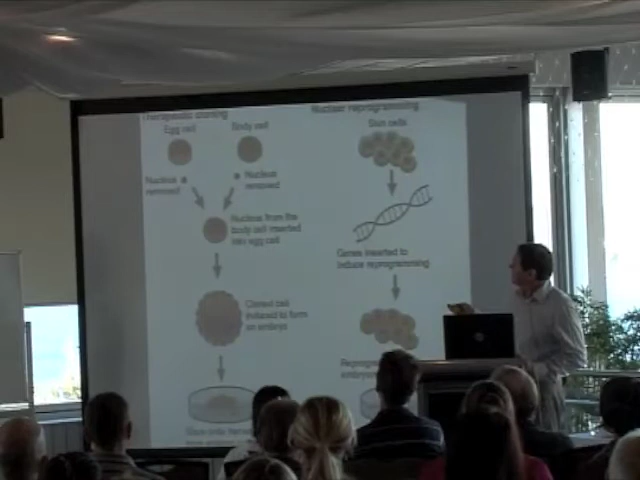 Therapeutic cloning
Egg cell
Body cell
Nucleus
removed
Nucleus
removed
Nucleus from the
body cell inserted
into egg cell
Cloned cell
induced to form
an embryo
Nuclear reprogramming
Skin cells
Genes inserted to
induce reprogramming